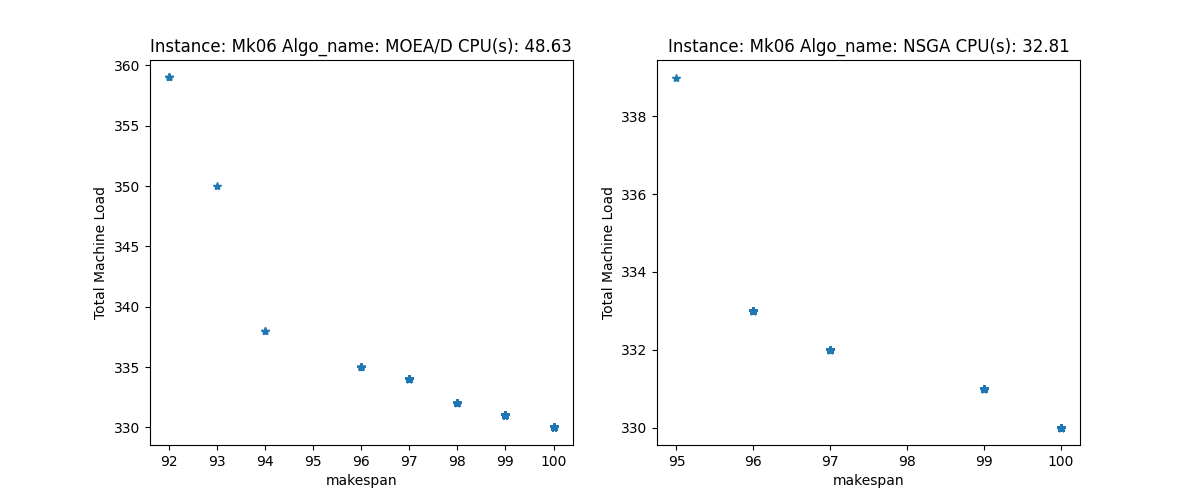 Instance: Mk06 Algo_name: MOEA/D CPU(s): 48.63
360
355
350
345
340
335
330
Total Machine Load
92 93 94 95 96 97 98 99 100
makespan
Instance: Mk06 Algo_name: NSGA CPU(s): 32.81
338
336
334
332
330
Total Machine Load
95 96 97 98 99 100
makespan